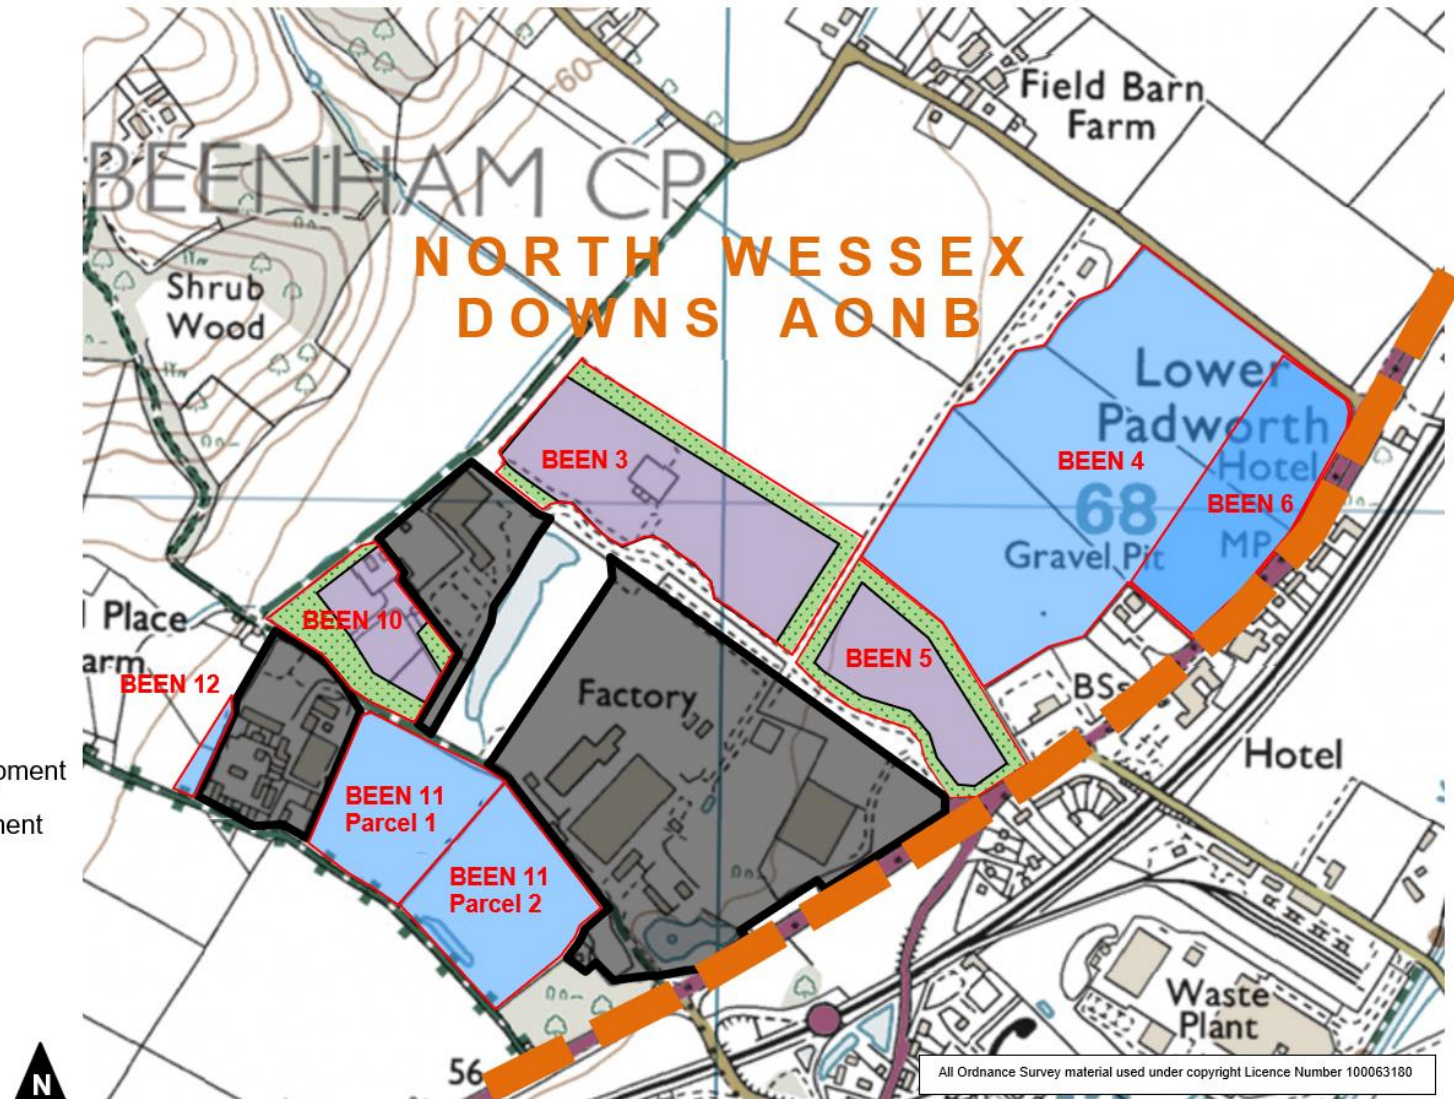 60
Field Barn
Farm
BEENHAM CP
NORTH WESSEX
DOWNS AONB
Shrub
Wood
Lower
Padworth
BEEN 3
BEEN 4
Hotel
BEEN 6
68
Gravel Pit
MP
Place
arm
BEEN 10
BEEN 5
BEEN 12
Factory
BSs
Hotel
pment
ment
BEEN 11
Parcel 1
BEEN 11
Parcel 2
Waste
Plant
56
N
All Ordnance Survey material used under copyright Licence Number 100063180